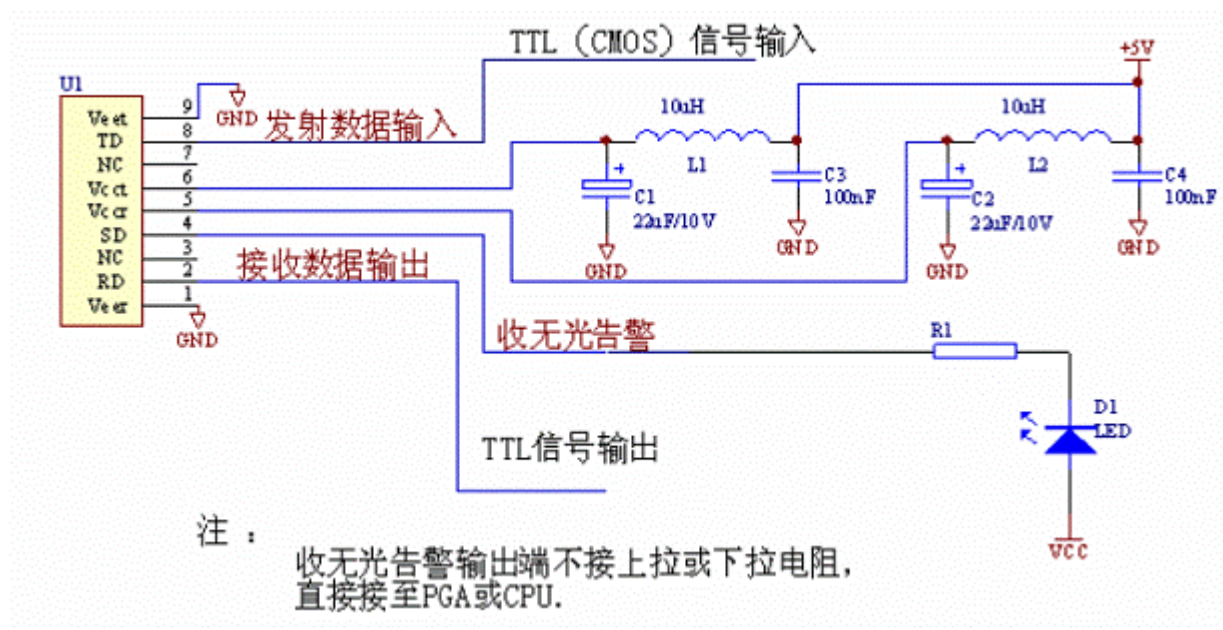 TTL（CMOS）信号输入
+5V
U1
Veet 9 GND
TD 8 发射数据输入
NC 7
Vcct 6
Vccr 5
SD 4
NC 3
RD 2 接收数据输出
Veer 1
GND
10uH
L1
C1
22uF/10V
GND
C3
100nF
GND
10uH
L2
C2
22uF/10V
GND
C4
100nF
GND
收无光告警
R1
D1
LED
VCC
TTL信号输出
注：
收无光告警输出端不接上拉或下拉电阻，
直接接至PGA或CPU.